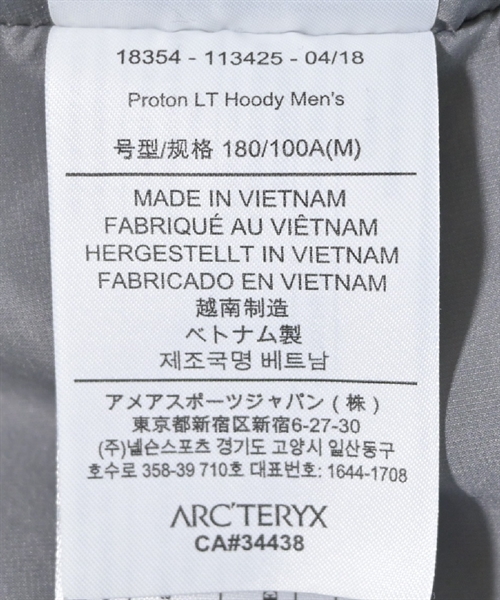 18354 - 113425 - 04/18
Proton LT Hoody Men's
号型/规格 180/100A(M)
MADE IN VIETNAM
FABRIQUÉ AU VIÊTNAM
HERGESTELLT IN VIETNAM
FABRICADO EN VIETNAM
越南制造
ベトナム製
제조국명 베트남
アメアスポーツジャパン（株）
東京都新宿区新宿6-27-30
(주)넬슨스포츠 경기도 고양시 일산동구
호수로 358-39 710호 대표번호: 1644-1708
ARC'TERYX
CA#34438